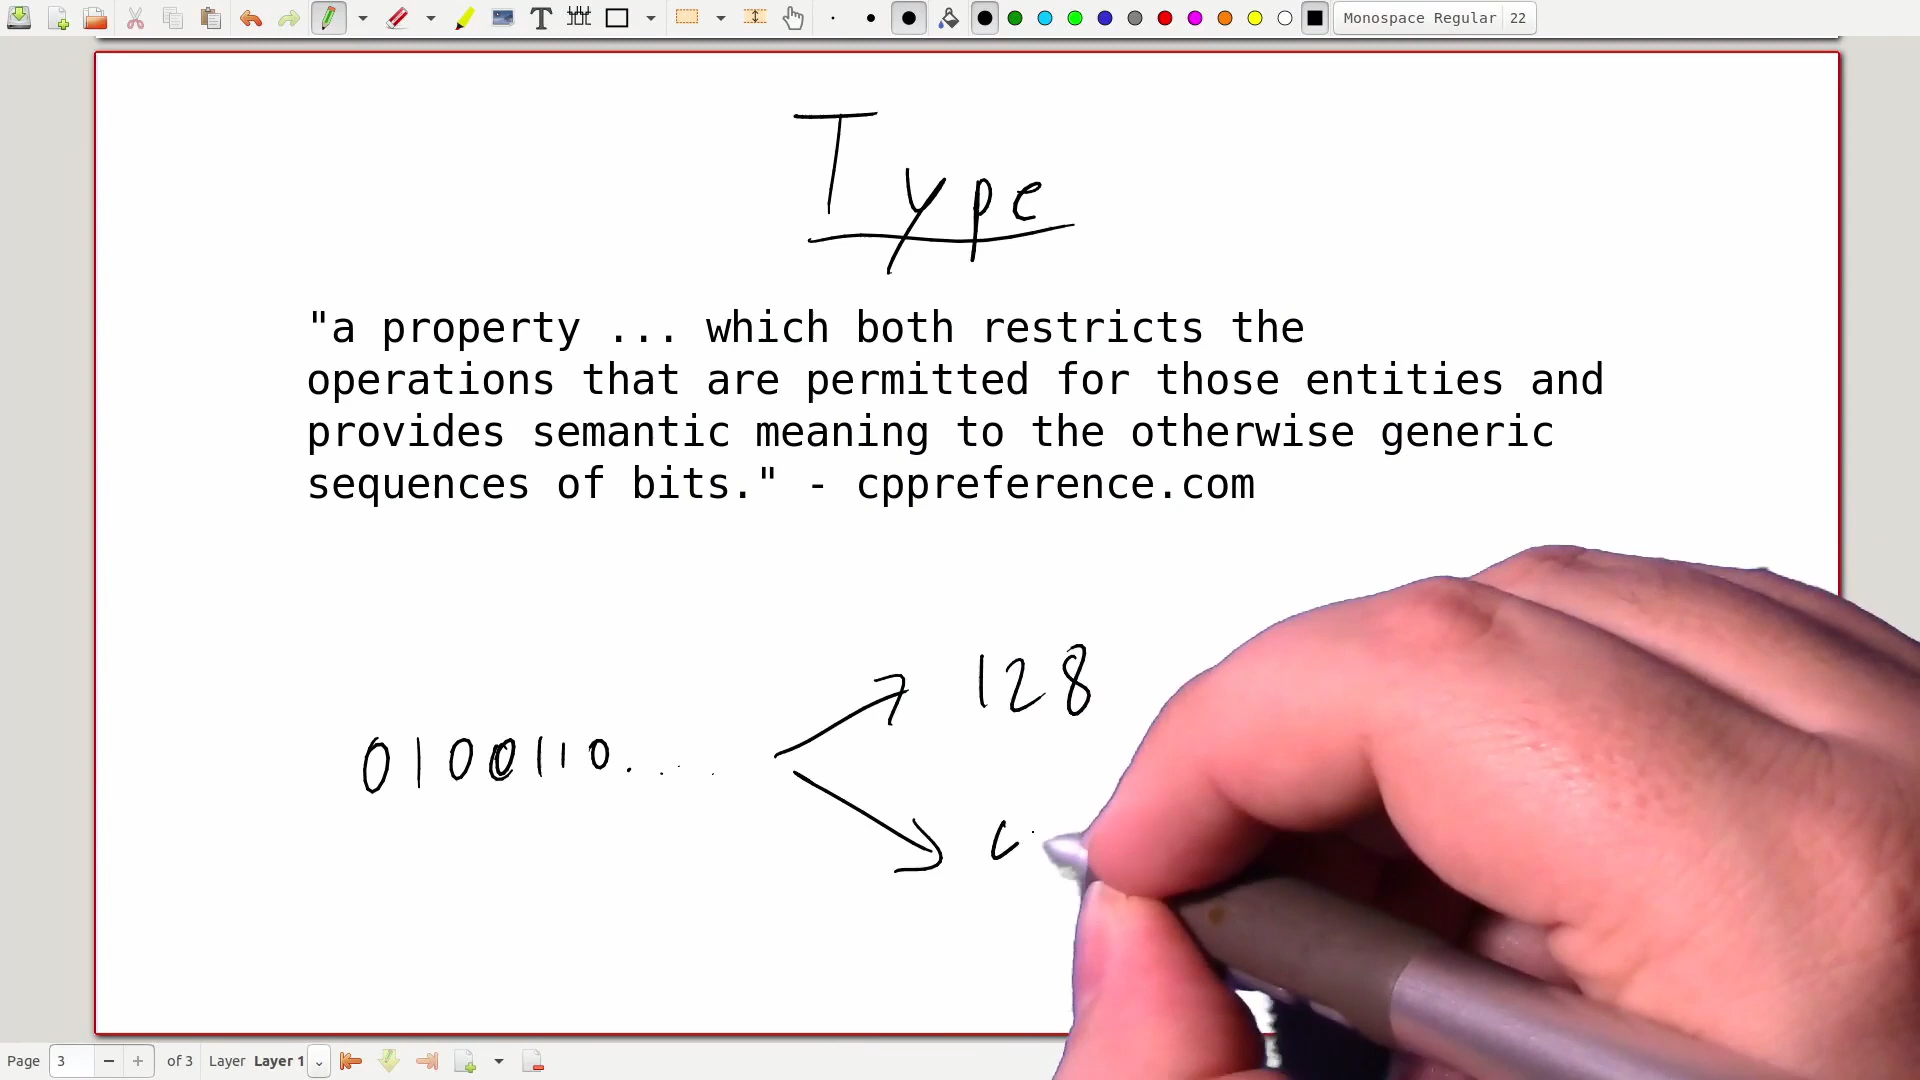 Monospace Regular 22
Type
"a property ... which both restricts the
operations that are permitted for those entities and
provides semantic meaning to the otherwise generic
sequences of bits." - cppreference.com
128
0100110.....
Page 3 of 3 Layer Layer 1